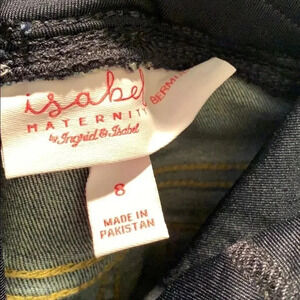 isabel
MATERNITY
by Ingrid & Isabel
8
MADE IN
PAKISTAN